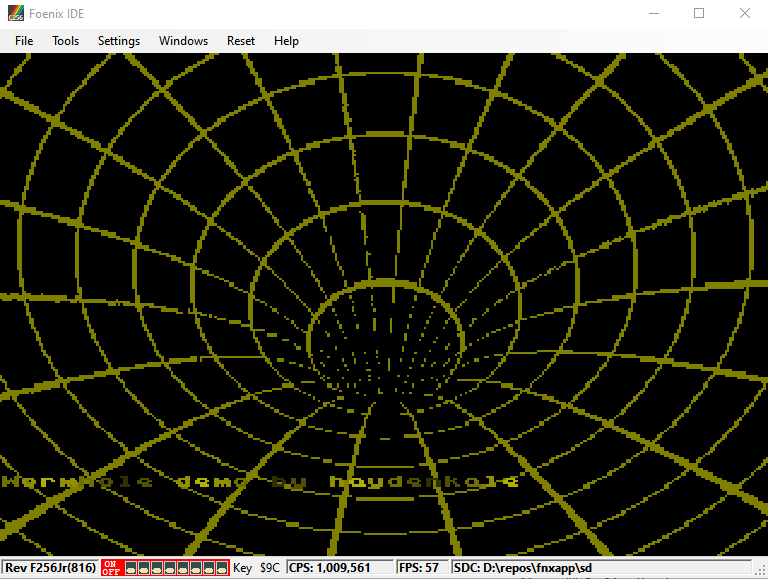 Foenix IDE
File Tools Settings Windows Reset Help
Wormhole demo by haydenkale
Rev F256Jr(816) ON OFF Key $9C CPS: 1,009,561 FPS: 57 SDC: D:\repos\fnxapp\sd